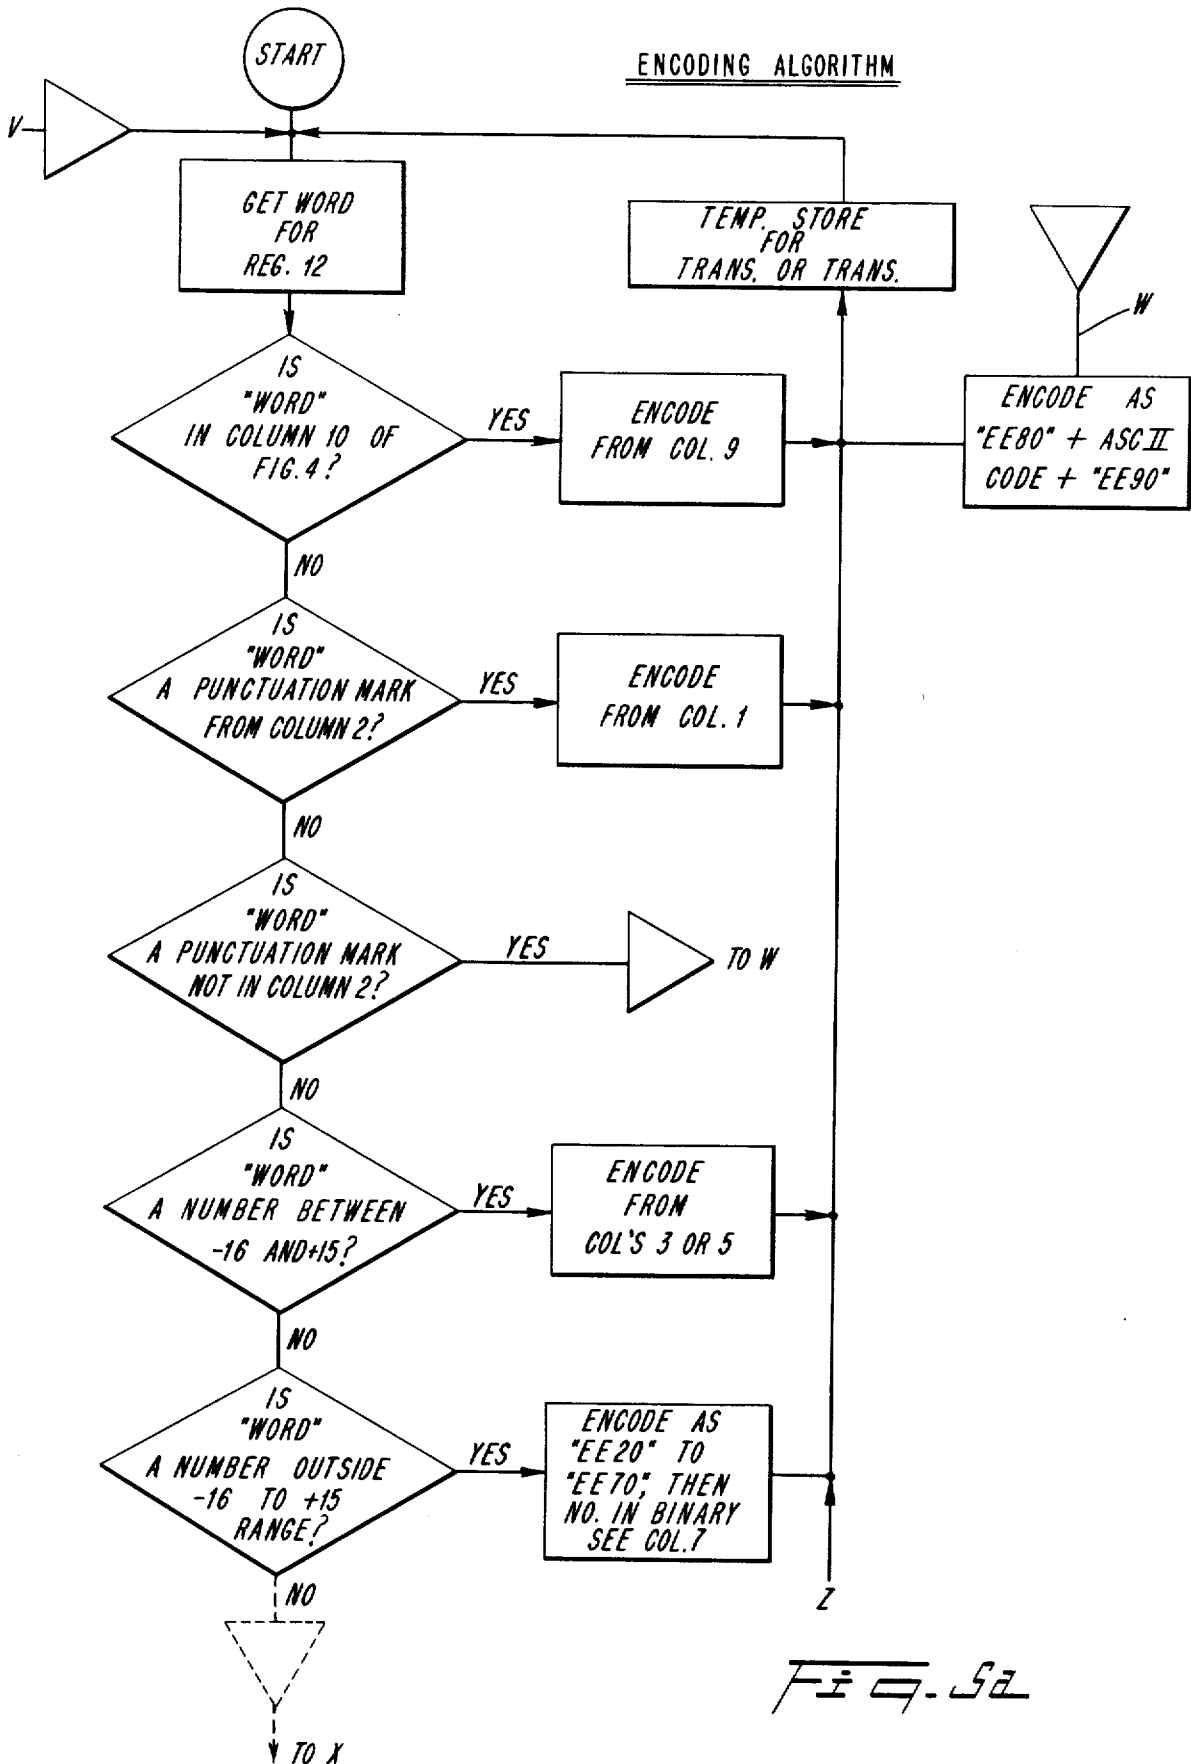 START
ENCODING ALGORITHM
V
GET WORD
FOR
REG. 12
TEMP. STORE
FOR
TRANS. OR TRANS.
W
IS
"WORD"
IN COLUMN 10 OF
FIG. 4?
YES
ENCODE
FROM COL. 9
ENCODE AS
"EE80" + ASC II
CODE + "EE90"
NO
IS
"WORD"
A PUNCTUATION MARK
FROM COLUMN 2?
YES
ENCODE
FROM COL. 1
NO
IS
"WORD"
A PUNCTUATION MARK
NOT IN COLUMN 2?
YES
TO W
NO
IS
"WORD"
A NUMBER BETWEEN
-16 AND +15?
YES
ENCODE
FROM
COL'S 3 OR 5
NO
IS
"WORD"
A NUMBER OUTSIDE
-16 TO +15
RANGE?
YES
ENCODE AS
"EE20" TO
"EE70", THEN
NO. IN BINARY
SEE COL. 7
NO
Z
TO X
Fig. 5a